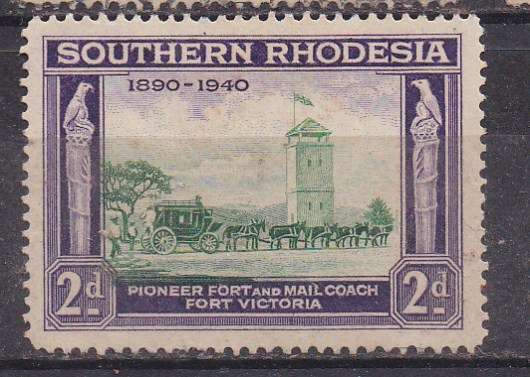 SOUTHERN RHODESIA
1890-1940
PIONEER FORT AND MAIL COACH
FORT VICTORIA
2d 2d